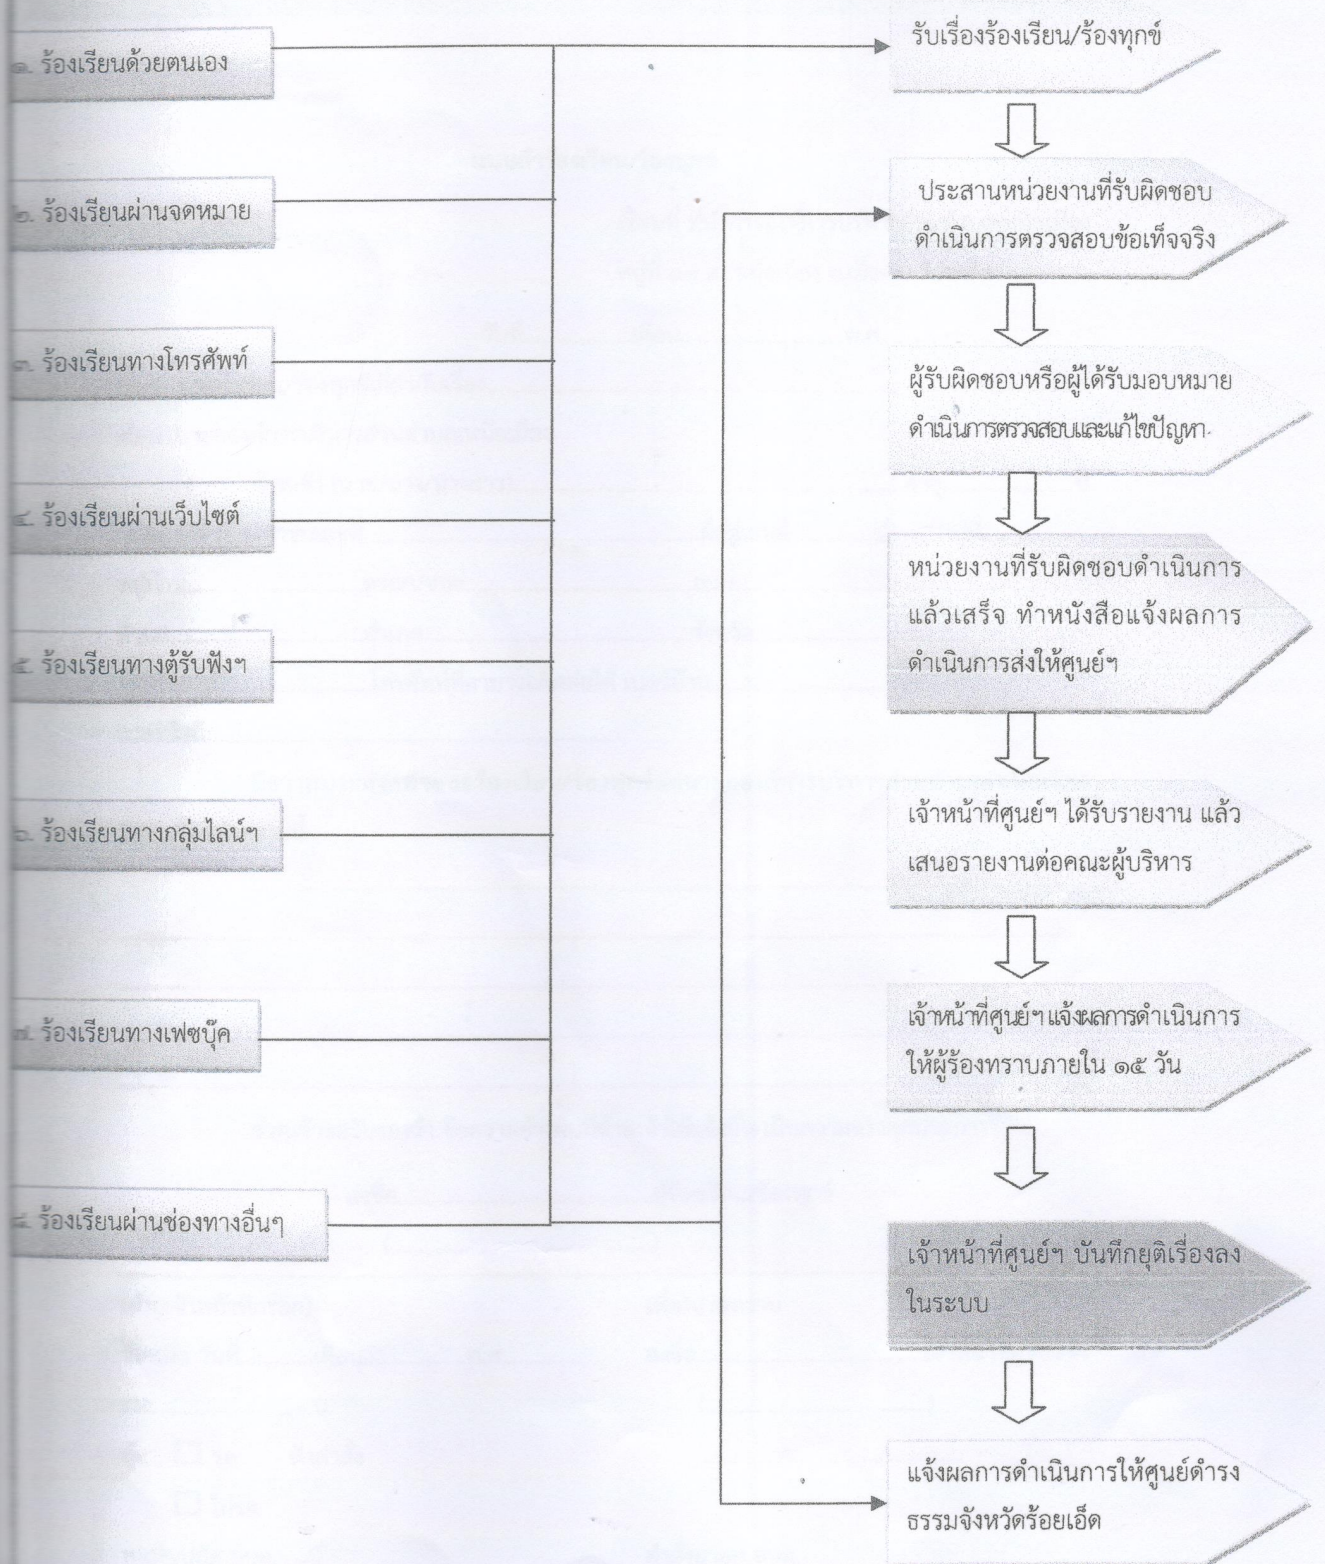 ๑. ร้องเรียนด้วยตนเอง
๒. ร้องเรียนผ่านจดหมาย
๓. ร้องเรียนทางโทรศัพท์
๔. ร้องเรียนผ่านเว็บไซต์
๕. ร้องเรียนทางตู้รับฟังฯ
๖. ร้องเรียนทางกลุ่มไลน์ฯ
๗. ร้องเรียนทางเฟซบุ๊ค
๘. ร้องเรียนผ่านช่องทางอื่นๆ
รับเรื่องร้องเรียน/ร้องทุกข์
ประสานหน่วยงานที่รับผิดชอบ
ดำเนินการตรวจสอบข้อเท็จจริง
ผู้รับผิดชอบหรือผู้ได้รับมอบหมาย
ดำเนินการตรวจสอบและแก้ไขปัญหา
หน่วยงานที่รับผิดชอบดำเนินการ
แล้วเสร็จ ทำหนังสือแจ้งผลการ
ดำเนินการส่งให้ศูนย์ฯ
เจ้าหน้าที่ศูนย์ฯ ได้รับรายงาน แล้ว
เสนอรายงานต่อคณะผู้บริหาร
เจ้าหน้าที่ศูนย์ฯ แจ้งผลการดำเนินการ
ให้ผู้ร้องทราบภายใน ๑๕ วัน
เจ้าหน้าที่ศูนย์ฯ บันทึกยุติเรื่องลง
ในระบบ
แจ้งผลการดำเนินการให้ศูนย์ดำรง
ธรรมจังหวัดร้อยเอ็ด